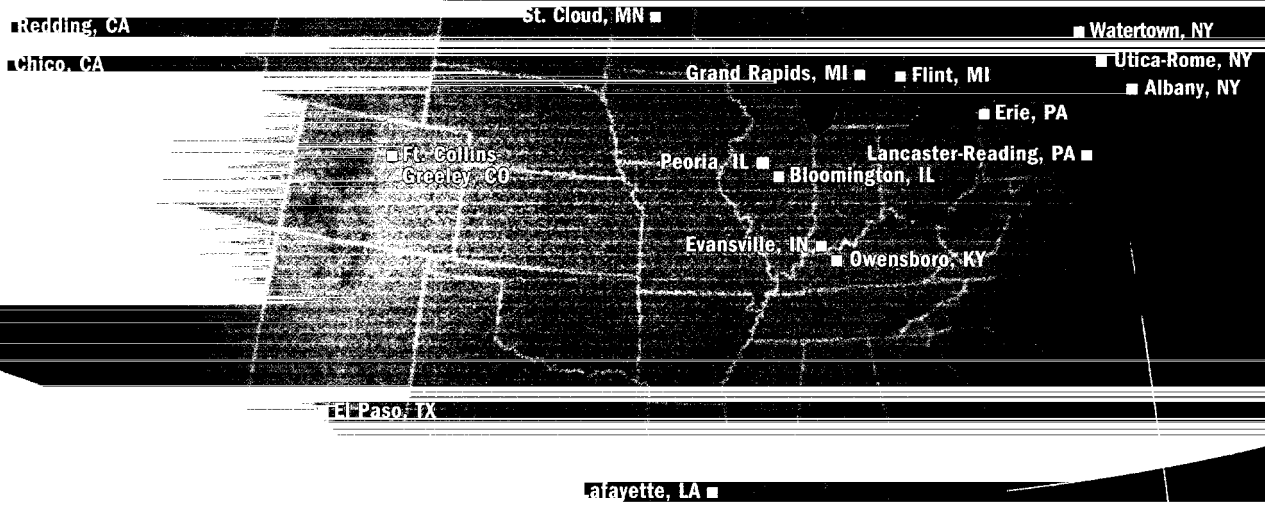 St. Cloud, MN
Redding, CA
Watertown, NY
Chico, CA
Utica-Rome, NY
Grand Rapids, MI
Flint, MI
Albany, NY
Erie, PA
Ft. Collins
Greeley, CO
Peoria, IL
Lancaster-Reading, PA
Bloomington, IL
Evansville, IN
Owensboro, KY
El Paso, TX
Lafayette, LA